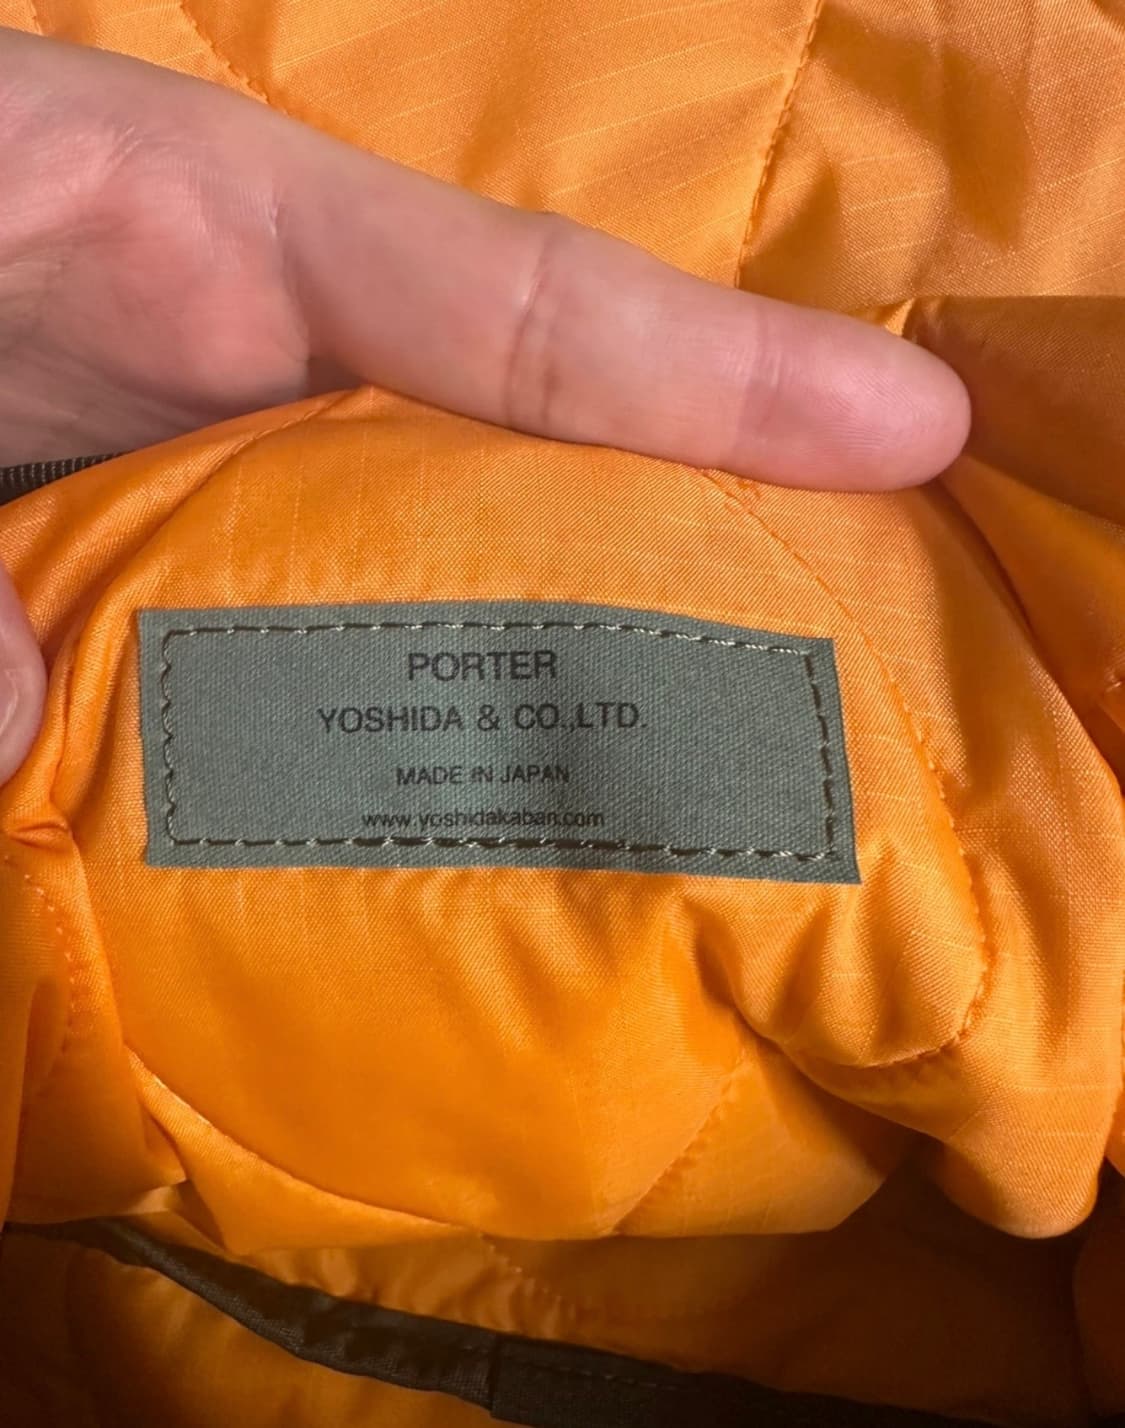 PORTER
YOSHIDA & CO.,LTD.
MADE IN JAPAN
www.yoshidakaban.com